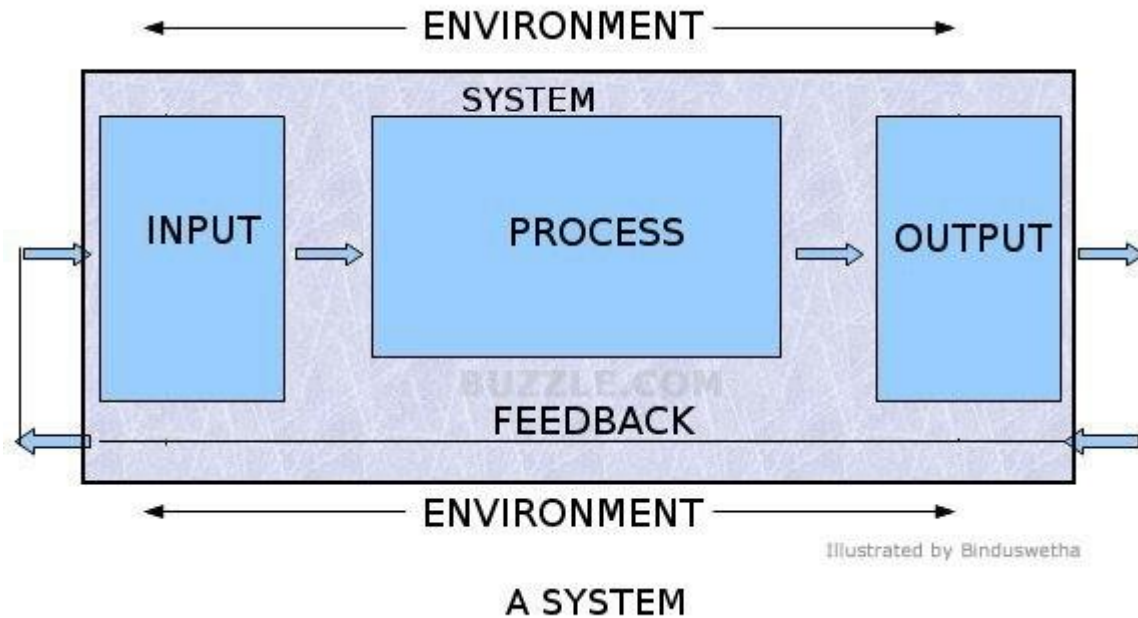 ENVIRONMENT
SYSTEM
INPUT
PROCESS
OUTPUT
BUZZLE.COM
FEEDBACK
ENVIRONMENT
Illustrated by Binduswetha
A SYSTEM